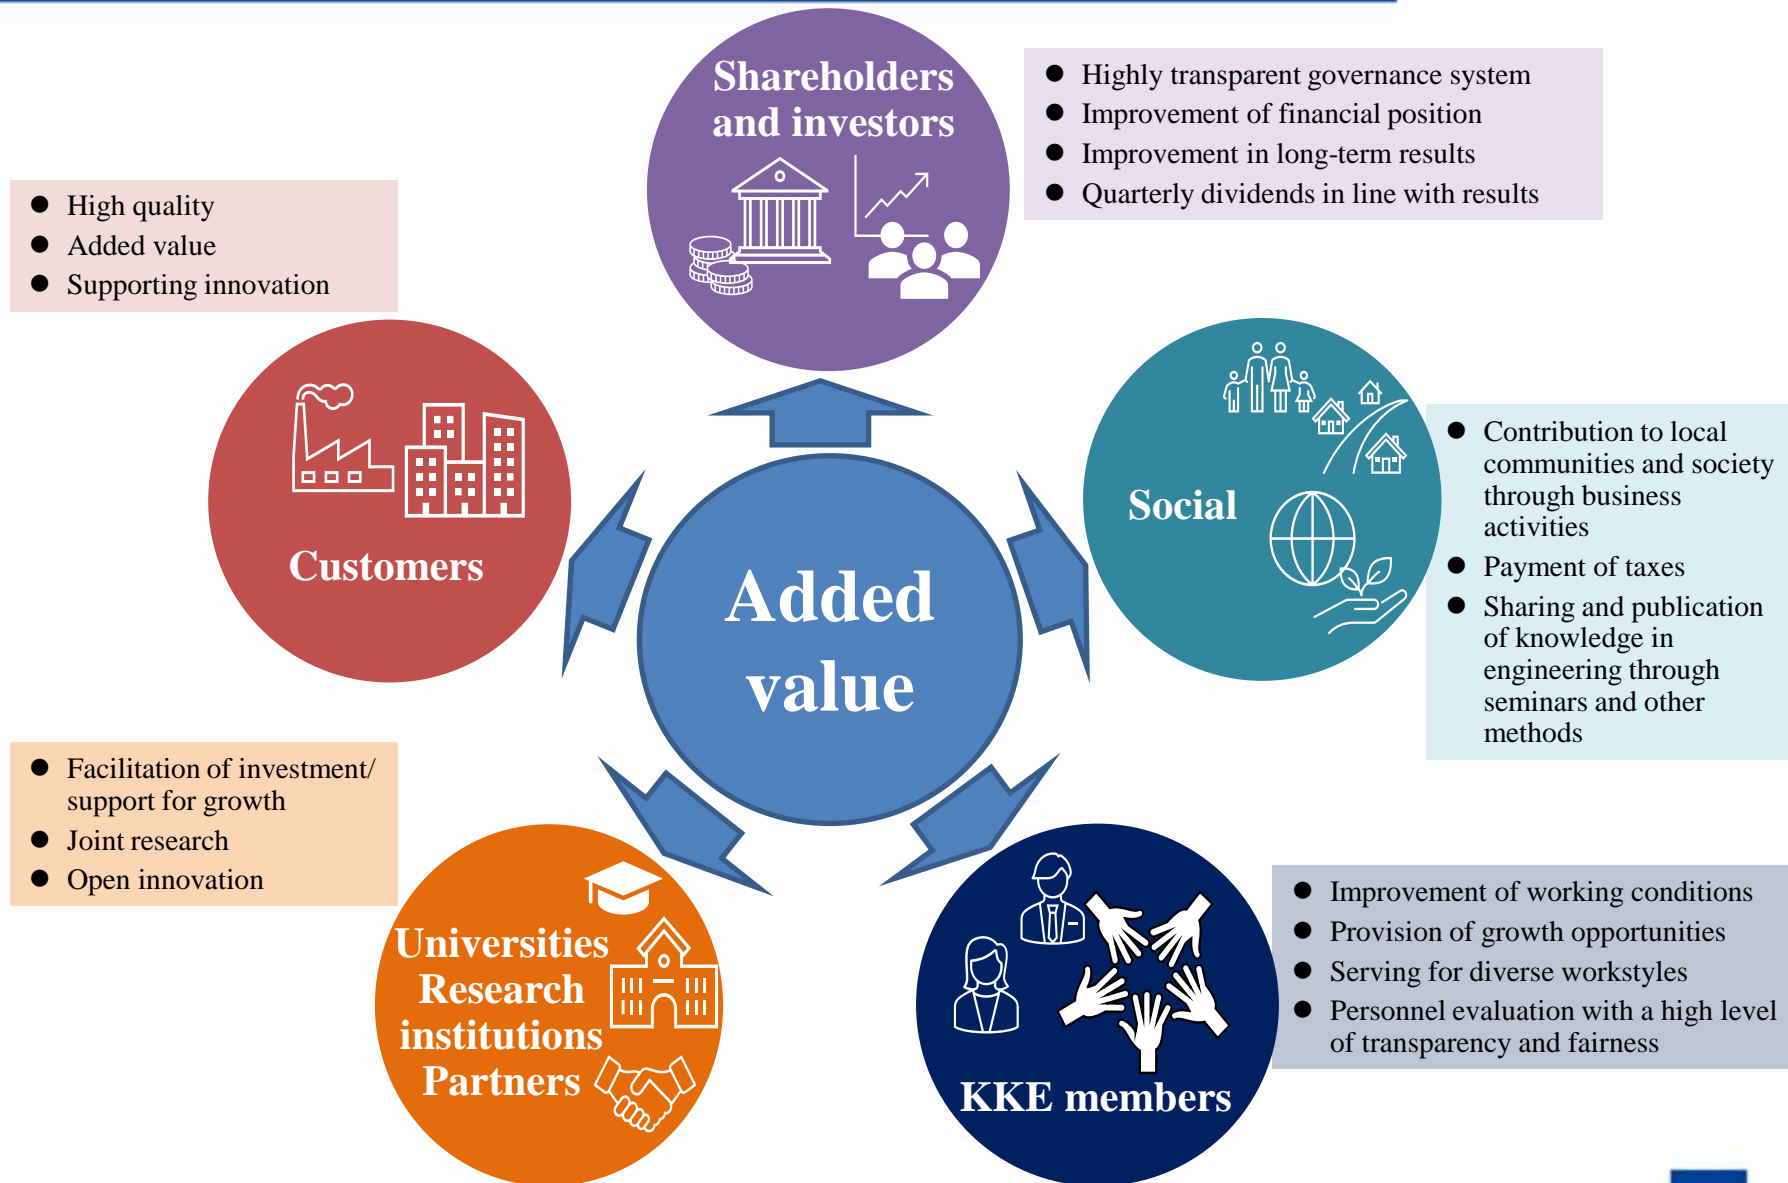 Shareholders
and investors
● Highly transparent governance system
● Improvement of financial position
● Improvement in long-term results
● Quarterly dividends in line with results
● High quality
● Added value
● Supporting innovation
Customers
Social
● Contribution to local
communities and society
through business
activities
● Payment of taxes
● Sharing and publication
of knowledge in
engineering through
seminars and other
methods
Added
value
● Facilitation of investment/
support for growth
● Joint research
● Open innovation
Universities
Research
institutions
Partners
KKE members
● Improvement of working conditions
● Provision of growth opportunities
● Serving for diverse workstyles
● Personnel evaluation with a high level
of transparency and fairness